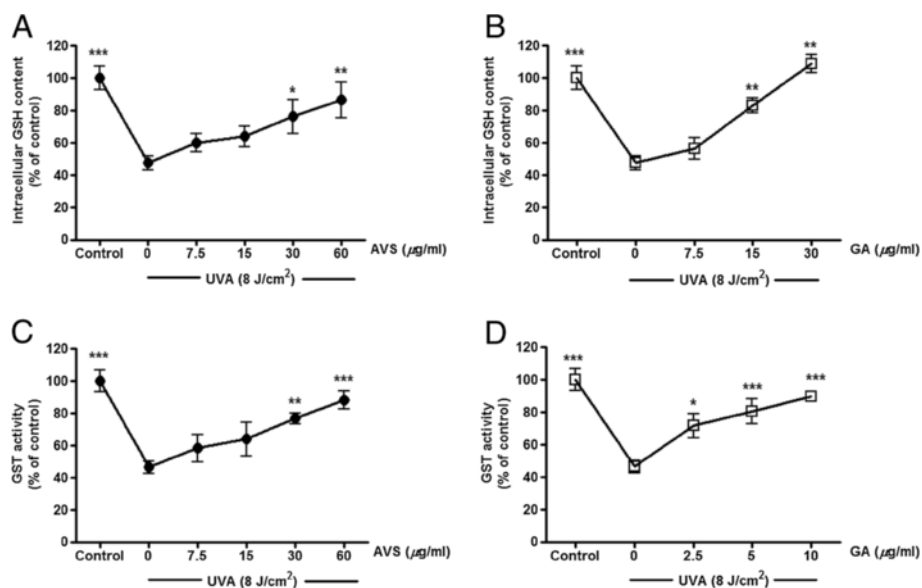 A
Intracellular GSH content
(% of control)
120
100
80
60
40
20
0
***
*
**
Control 0 7.5 15 30 60 AVS (μg/ml)
UVA (8 J/cm²)
B
Intracellular GSH content
(% of control)
120
100
80
60
40
20
0
***
**
**
Control 0 7.5 15 30 GA (μg/ml)
UVA (8 J/cm²)
C
GST activity
(% of control)
120
100
80
60
40
20
0
***
**
***
Control 0 7.5 15 30 60 AVS (μg/ml)
UVA (8 J/cm²)
D
GST activity
(% of control)
120
100
80
60
40
20
0
***
*
***
***
Control 0 2.5 5 10 GA (μg/ml)
UVA (8 J/cm²)